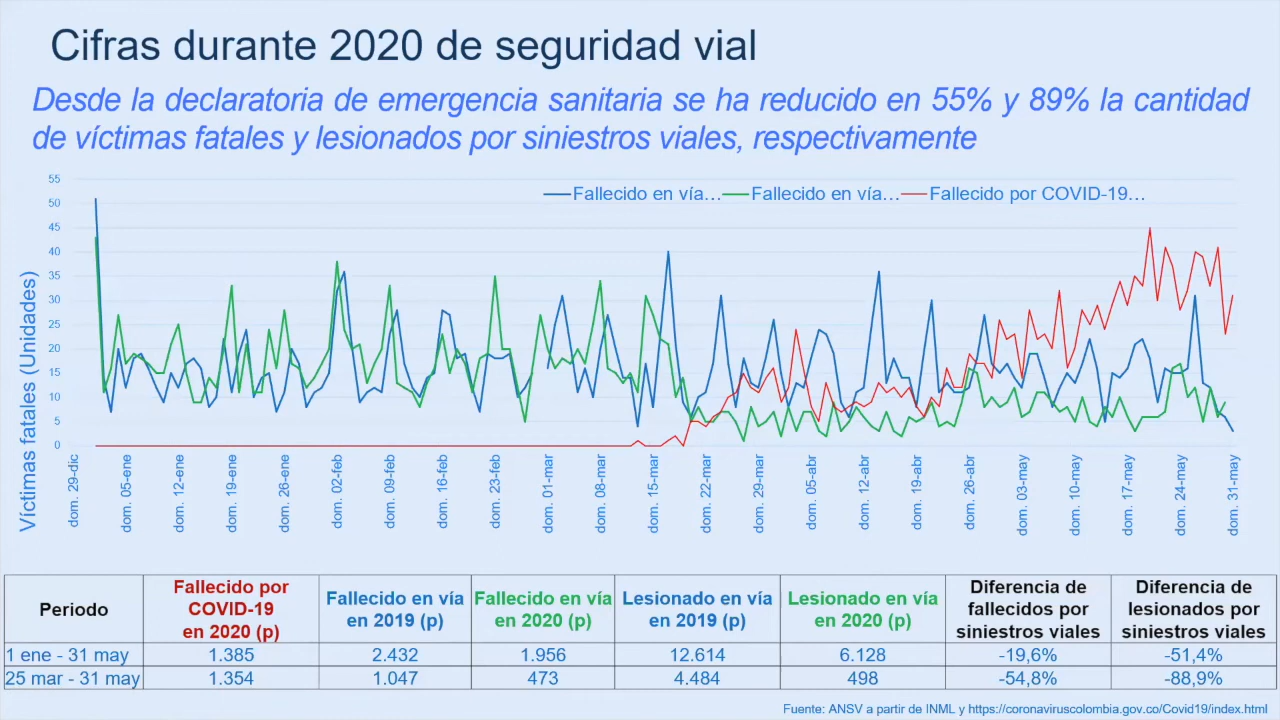 Cifras durante 2020 de seguridad vial
Desde la declaratoria de emergencia sanitaria se ha reducido en 55% y 89% la cantidad
de víctimas fatales y lesionados por siniestros viales, respectivamente
Fallecido en vía… Fallecido en vía… Fallecido por COVID-19…
Víctimas fatales (Unidades)
55
50
45
40
35
30
25
20
15
10
5
0
dom. 29-dic
dom. 05-ene
dom. 12-ene
dom. 19-ene
dom. 26-ene
dom. 02-feb
dom. 09-feb
dom. 16-feb
dom. 23-feb
dom. 01-mar
dom. 08-mar
dom. 15-mar
dom. 22-mar
dom. 29-mar
dom. 05-abr
dom. 12-abr
dom. 19-abr
dom. 26-abr
dom. 03-may
dom. 10-may
dom. 17-may
dom. 24-may
dom. 31-may
Periodo
Fallecido por
COVID-19
en 2020 (p)
Fallecido en vía
en 2019 (p)
Fallecido en vía
en 2020 (p)
Lesionado en vía
en 2019 (p)
Lesionado en vía
en 2020 (p)
Diferencia de
fallecidos por
siniestros viales
Diferencia de
lesionados por
siniestros viales
1 ene - 31 may 1.385 2.432 1.956 12.614 6.128 -19,6% -51,4%
25 mar - 31 may 1.354 1.047 473 4.484 498 -54,8% -88,9%
Fuente: ANSV a partir de INML y https://coronaviruscolombia.gov.co/Covid19/index.html